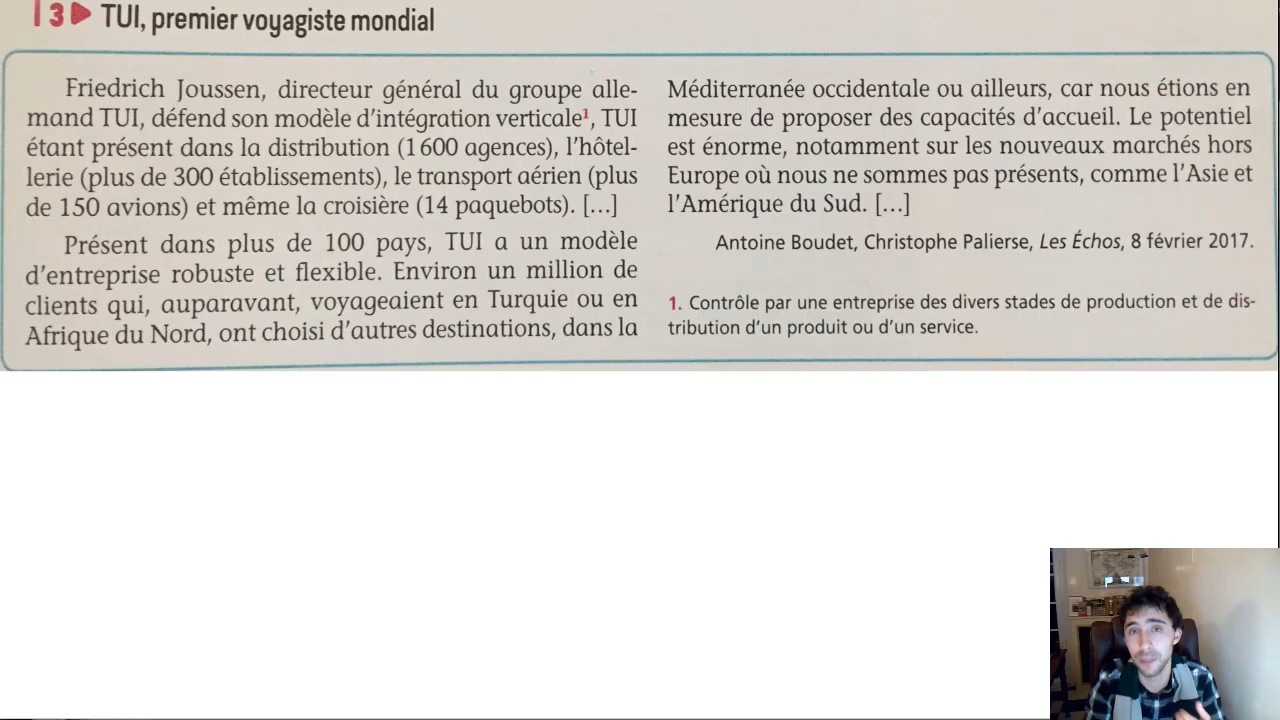 3 TUI, premier voyagiste mondial
Friedrich Joussen, directeur général du groupe alle-
mand TUI, défend son modèle d'intégration verticale¹, TUI
étant présent dans la distribution (1 600 agences), l'hôtel-
lerie (plus de 300 établissements), le transport aérien (plus
de 150 avions) et même la croisière (14 paquebots). [...]
Présent dans plus de 100 pays, TUI a un modèle
d'entreprise robuste et flexible. Environ un million de
clients qui, auparavant, voyageaient en Turquie ou en
Afrique du Nord, ont choisi d'autres destinations, dans la
Méditerranée occidentale ou ailleurs, car nous étions en
mesure de proposer des capacités d'accueil. Le potentiel
est énorme, notamment sur les nouveaux marchés hors
Europe où nous ne sommes pas présents, comme l'Asie et
l'Amérique du Sud. [...]
Antoine Boudet, Christophe Palierse, Les Échos, 8 février 2017.
1. Contrôle par une entreprise des divers stades de production et de dis-
tribution d'un produit ou d'un service.